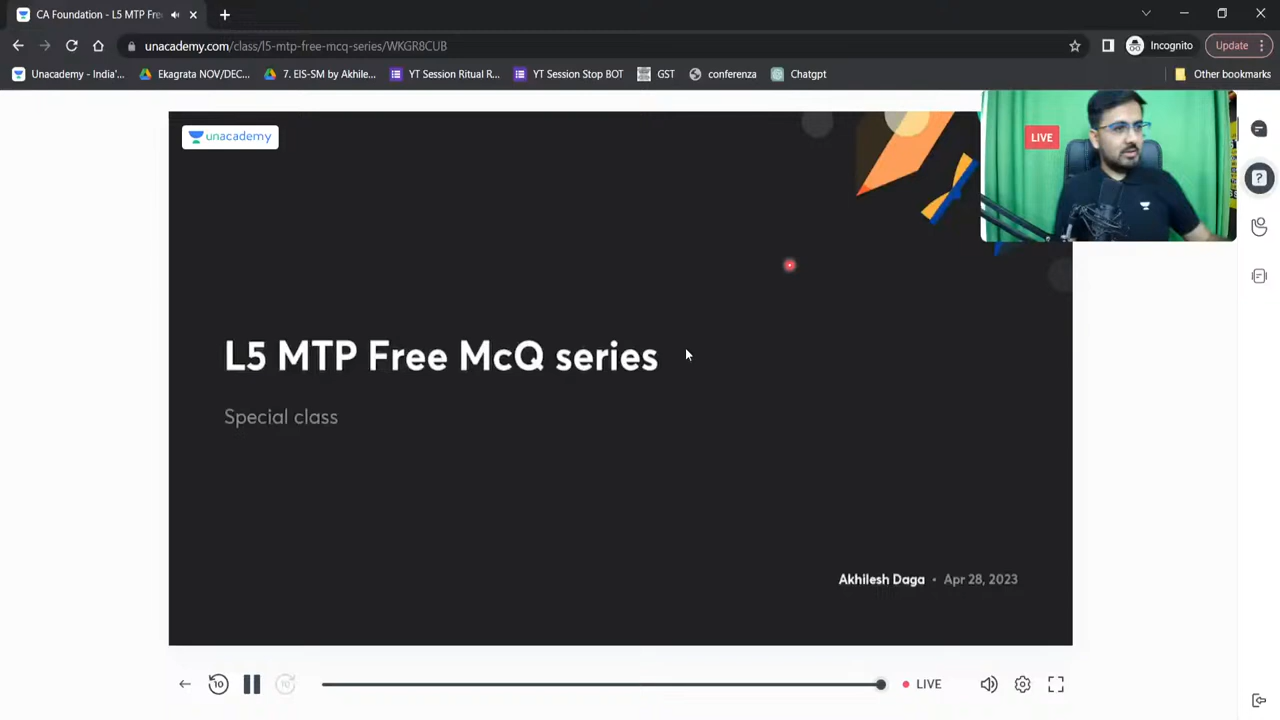 CA Foundation - L5 MTP Fre
unacademy.com/class/l5-mtp-free-mcq-series/WKGR8CUB
Incognito
Update
Unacademy - India'...
Ekagrata NOV/DEC...
7. EIS-SM by Akhile...
YT Session Ritual R...
YT Session Stop BOT
GST
conferenza
Chatgpt
Other bookmarks
unacademy
LIVE
L5 MTP Free McQ series
Special class
Akhilesh Daga • Apr 28, 2023
10
10
LIVE